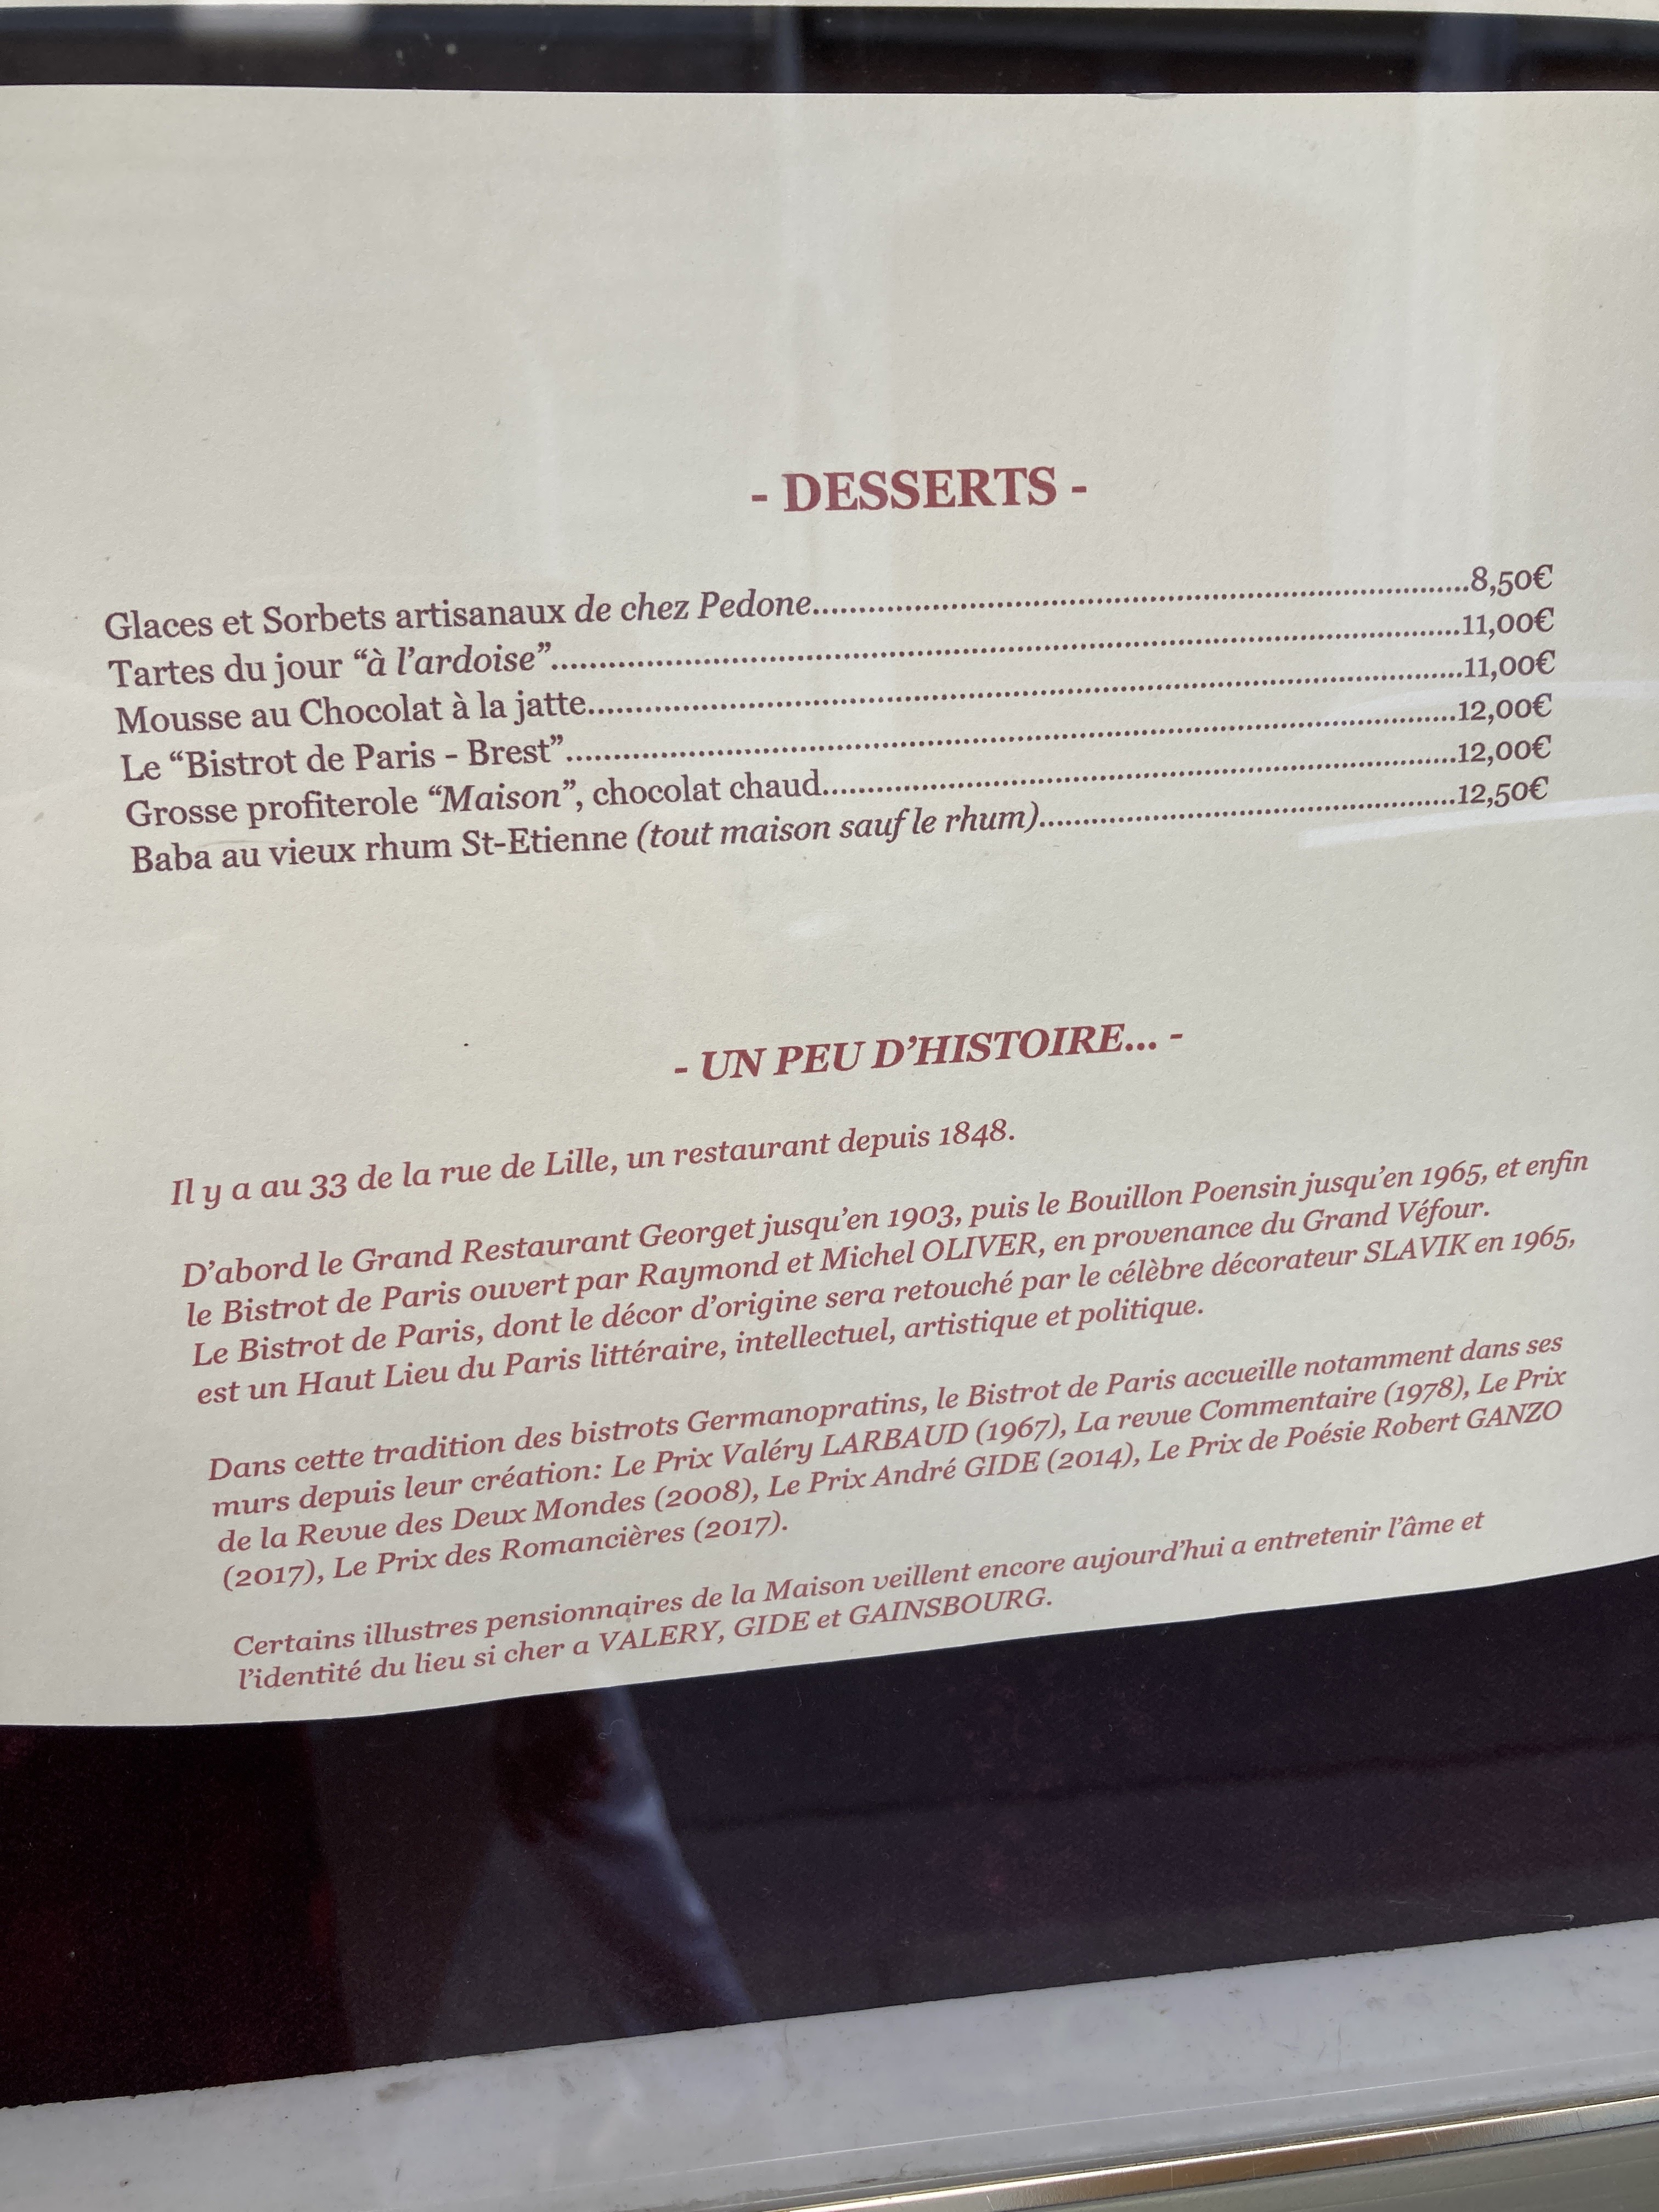 - DESSERTS -
Glaces et Sorbets artisanaux de chez Pedone..........8,50€
Tartes du jour “à l’ardoise”..........11,00€
Mousse au Chocolat à la jatte..........11,00€
Le “Bistrot de Paris - Brest”..........12,00€
Grosse profiterole “Maison”, chocolat chaud..........12,00€
Baba au vieux rhum St-Etienne (tout maison sauf le rhum)..........12,50€
- UN PEU D’HISTOIRE... -
Il y a au 33 de la rue de Lille, un restaurant depuis 1848.
D’abord le Grand Restaurant Georget jusqu’en 1903, puis le Bouillon Poensin jusqu’en 1965, et enfin
le Bistrot de Paris ouvert par Raymond et Michel OLIVER, en provenance du Grand Véfour.
Le Bistrot de Paris, dont le décor d’origine sera retouché par le célèbre décorateur SLAVIK en 1965,
est un Haut Lieu du Paris littéraire, intellectuel, artistique et politique.
Dans cette tradition des bistrots Germanopratins, le Bistrot de Paris accueille notamment dans ses
murs depuis leur création: Le Prix Valéry LARBAUD (1967), La revue Commentaire (1978), Le Prix
de la Revue des Deux Mondes (2008), Le Prix André GIDE (2014), Le Prix de Poésie Robert GANZO
(2017), Le Prix des Romancières (2017).
Certains illustres pensionnaires de la Maison veillent encore aujourd’hui a entretenir l’âme et
l’identité du lieu si cher a VALERY, GIDE et GAINSBOURG.